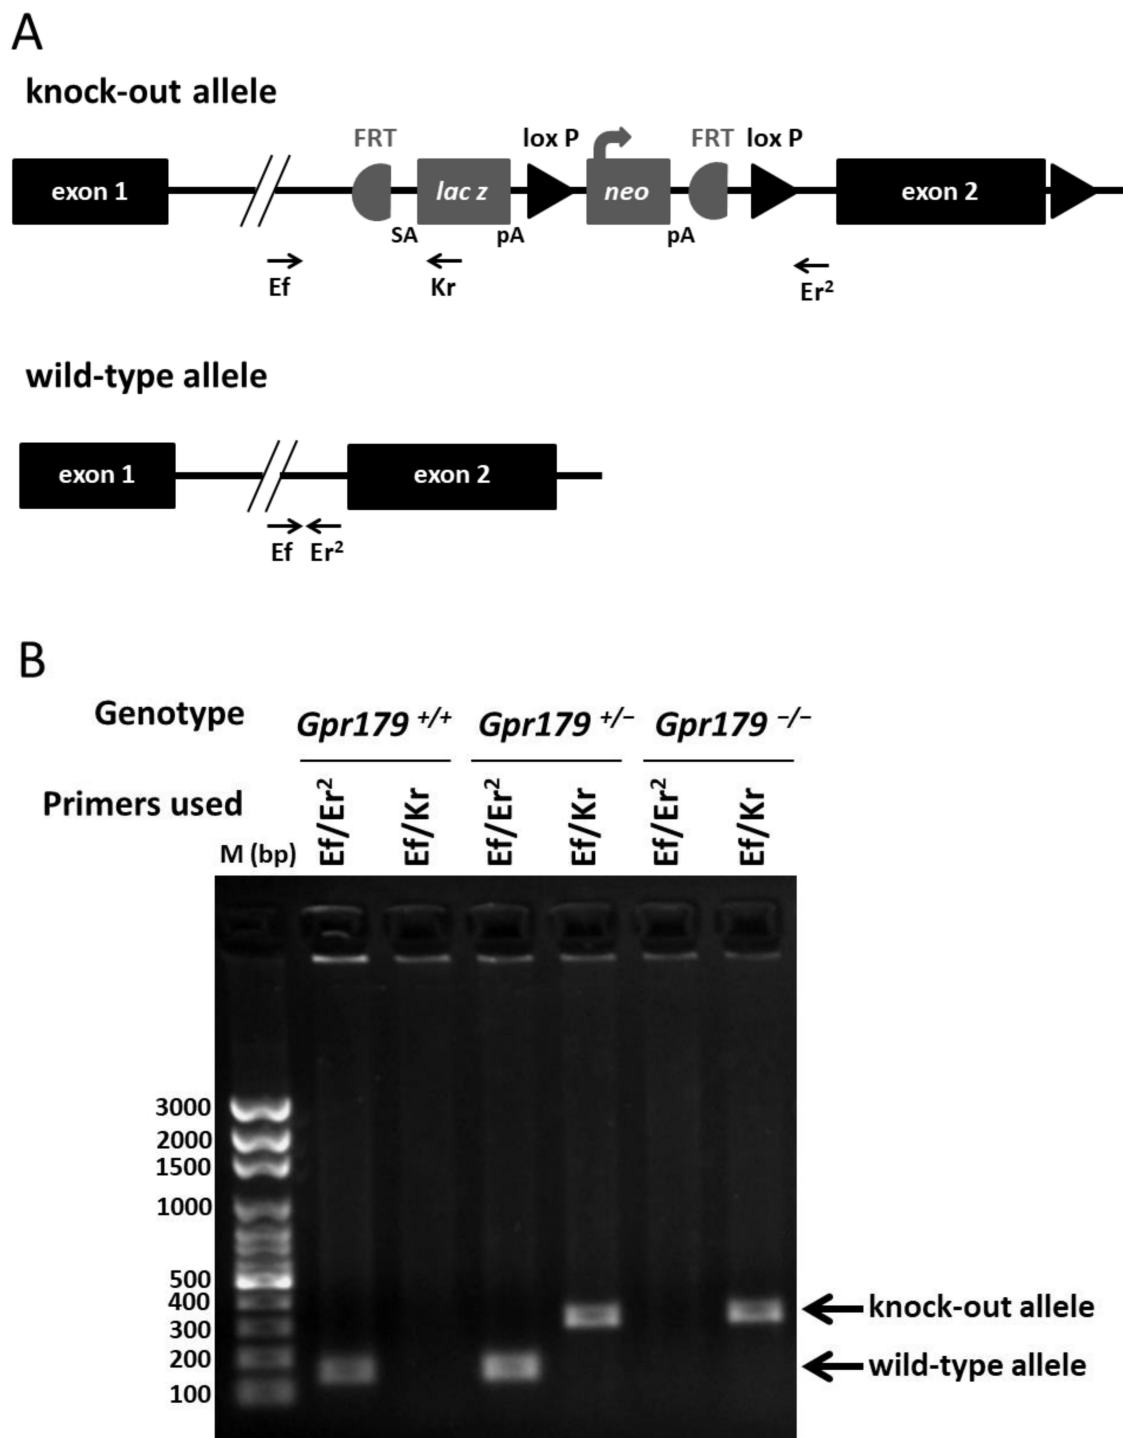 A
knock-out allele
FRT lox P FRT lox P
exon 1 lac z neo exon 2
SA pA pA
Ef Kr Er²
wild-type allele
exon 1 exon 2
Ef Er²
B
Genotype Gpr179 +/+ Gpr179 +/− Gpr179 −/−
Primers used Ef/Er² Ef/Kr Ef/Er² Ef/Kr Ef/Er² Ef/Kr
M (bp)
3000
2000
1500
1000
500
400 knock-out allele
300
200 wild-type allele
100